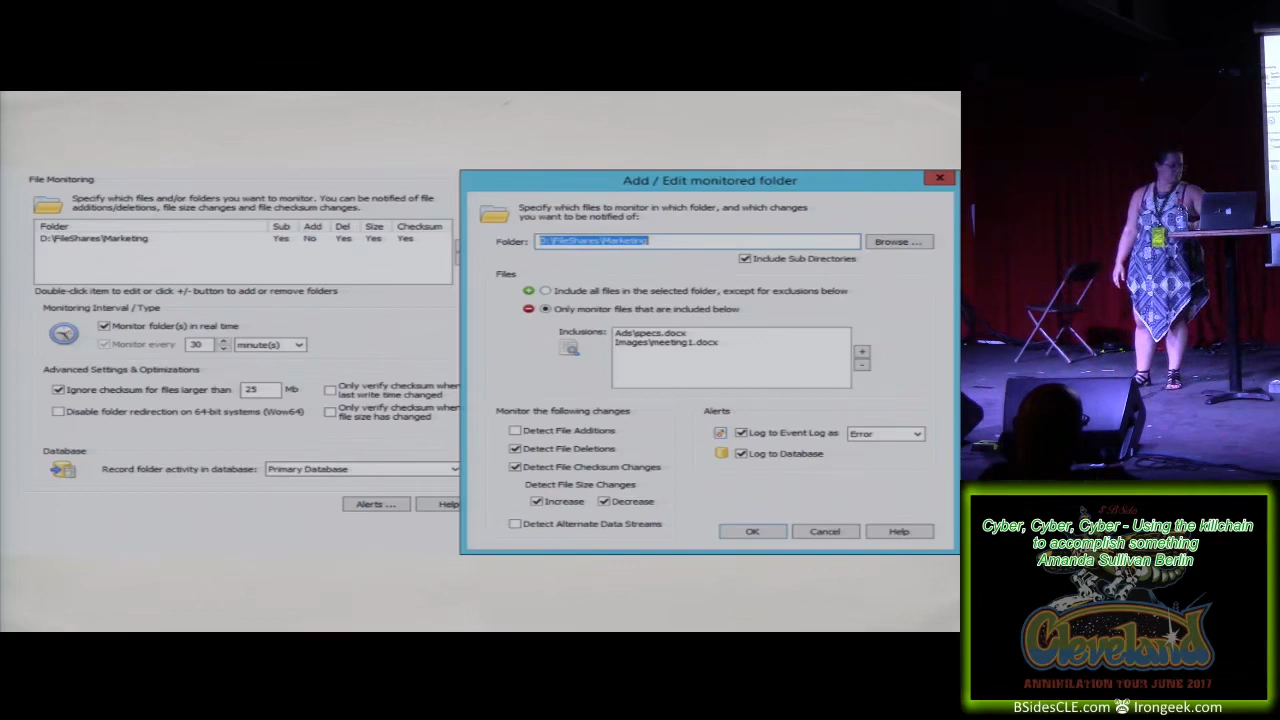 File Monitoring
Specify which files and/or folders you want to monitor. You can be notified of file
additions/deletions, file size changes and file checksum changes.
Folder Sub Add Del Size Checksum
D:\FileShares\Marketing Yes No Yes Yes Yes
Double-click item to edit or click +/- button to add or remove folders
Monitoring Interval / Type
Monitor folder(s) in real time
Monitor every 30 minute(s)
Advanced Settings & Optimizations
Ignore checksum for files larger than 25 Mb
Only verify checksum when
last write time changed
Disable folder redirection on 64-bit systems (Wow64)
Only verify checksum when
file size has changed
Database
Record folder activity in database: Primary Database
Alerts ... Help
Add / Edit monitored folder
Specify which files to monitor in which folder, and which changes
you want to be notified of:
Folder: D:\FileShares\Marketing Browse ...
Include Sub Directories
Files
Include all files in the selected folder, except for exclusions below
Only monitor files that are included below
Inclusions: Ads\specs.docx
Images\meeting1.docx
+
-
Monitor the following changes
Detect File Additions
Detect File Deletions
Detect File Checksum Changes
Detect File Size Changes
Increase Decrease
Detect Alternate Data Streams
Alerts
Log to Event Log as Error
Log to Database
OK Cancel Help
Cyber, Cyber, Cyber - Using the killchain
to accomplish something
Amanda Sullivan Berlin
Cleveland
ANNIHILATION TOUR JUNE 2017
BSidesCLE.com Irongeek.com